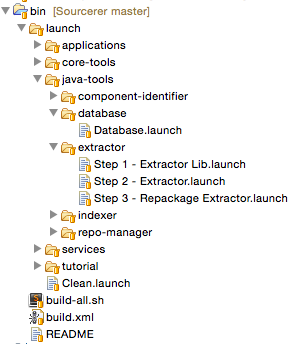 bin [Sourcerer master]
launch
applications
core-tools
java-tools
component-identifier
database
Database.launch
extractor
Step 1 - Extractor Lib.launch
Step 2 - Extractor.launch
Step 3 - Repackage Extractor.launch
indexer
repo-manager
services
tutorial
Clean.launch
build-all.sh
build.xml
README